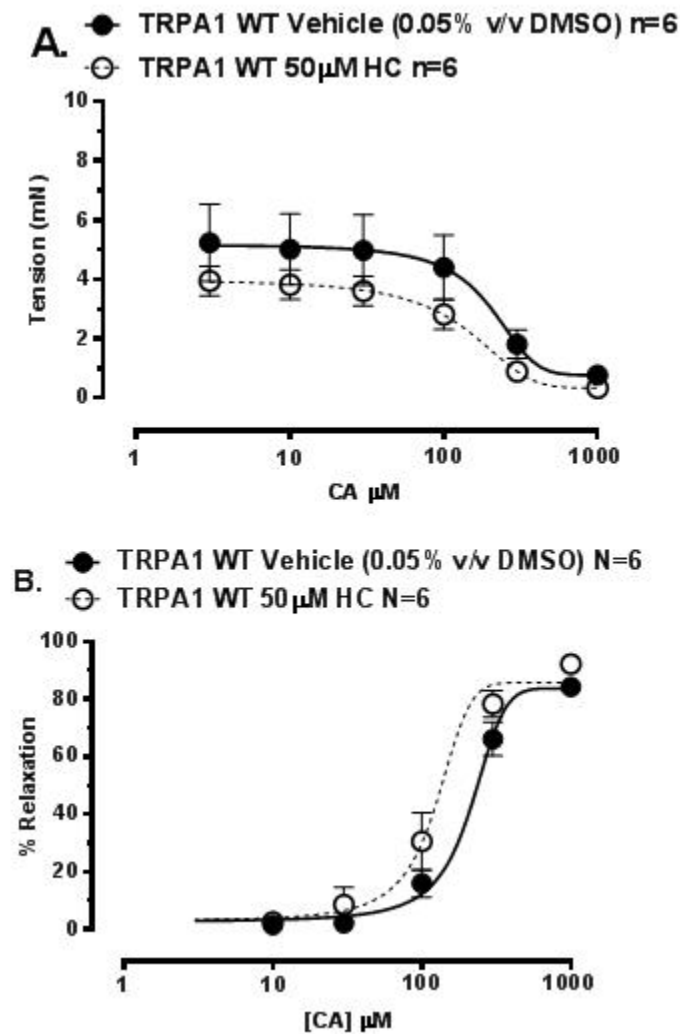 A.
TRPA1 WT Vehicle (0.05% v/v DMSO) n=6
TRPA1 WT 50μM HC n=6
10
8
6
4
2
0
Tension (mN)
1 10 100 1000
CA μM
B.
TRPA1 WT Vehicle (0.05% v/v DMSO) N=6
TRPA1 WT 50μM HC N=6
100
80
60
40
20
0
% Relaxation
1 10 100 1000
[CA] μM